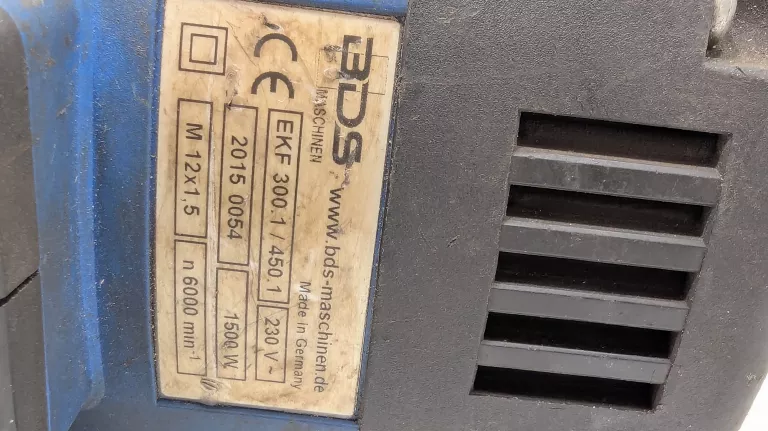 BDS www.bds-maschinen.de
MASCHINEN Made in Germany
CE EKF 300.1 / 450.1 230 V~
2015 0054 1500 W
M 12x1,5 n 6000 min-1